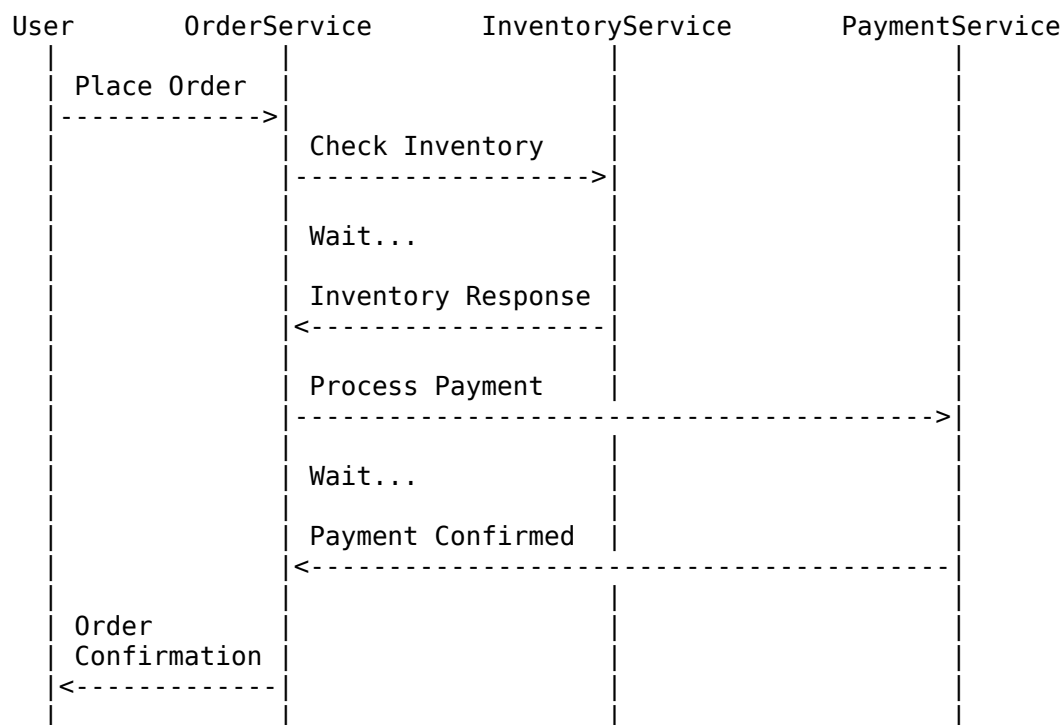 User OrderService InventoryService PaymentService
Place Order
Check Inventory
Wait...
Inventory Response
Process Payment
Wait...
Payment Confirmed
Order
Confirmation